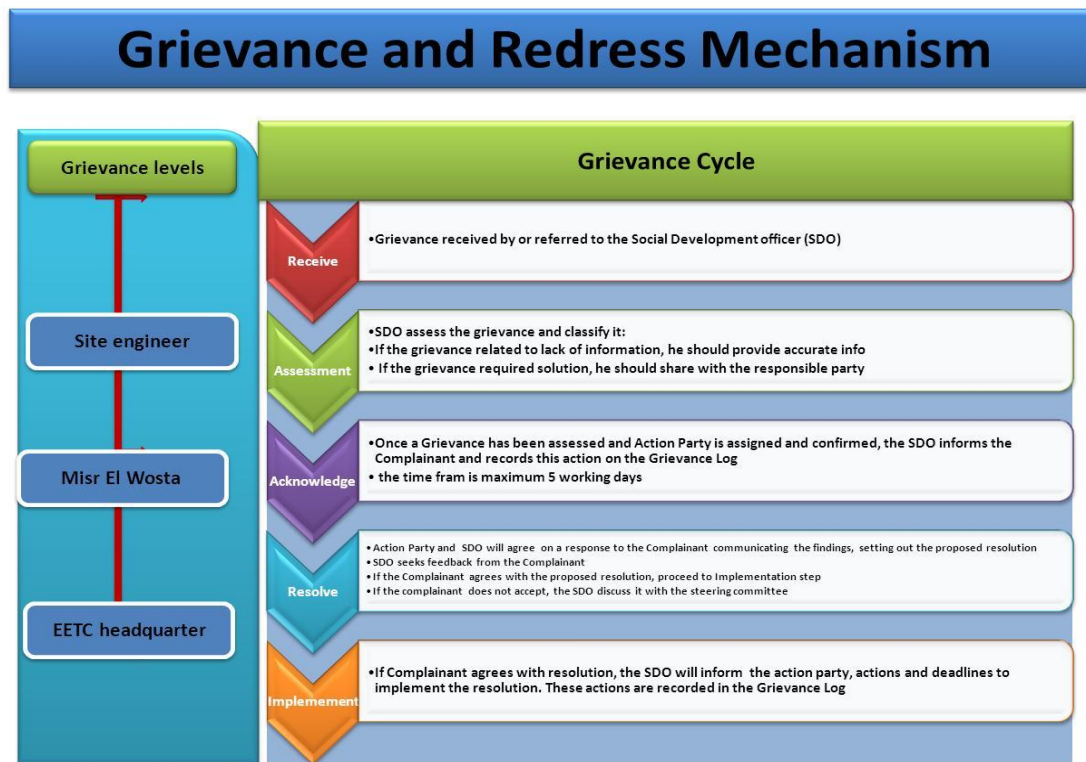 Grievance and Redress Mechanism
Grievance levels
Site engineer
Misr El Wosta
EETC headquarter
Grievance Cycle
Receive
•Grievance received by or referred to the Social Development officer (SDO)
Assessment
•SDO assess the grievance and classify it:
•If the grievance related to lack of information, he should provide accurate info
• If the grievance required solution, he should share with the responsible party
Acknowledge
•Once a Grievance has been assessed and Action Party is assigned and confirmed, the SDO informs the
Complainant and records this action on the Grievance Log
• the time fram is maximum 5 working days
Resolve
• Action Party and SDO will agree on a response to the Complainant communicating the findings, setting out the proposed resolution
• SDO seeks feedback from the Complainant
• If the Complainant agrees with the proposed resolution, proceed to Implementation step
• If the complainant does not accept, the SDO discuss it with the steering committee
Implemement
•If Complainant agrees with resolution, the SDO will inform the action party, actions and deadlines to
implement the resolution. These actions are recorded in the Grievance Log